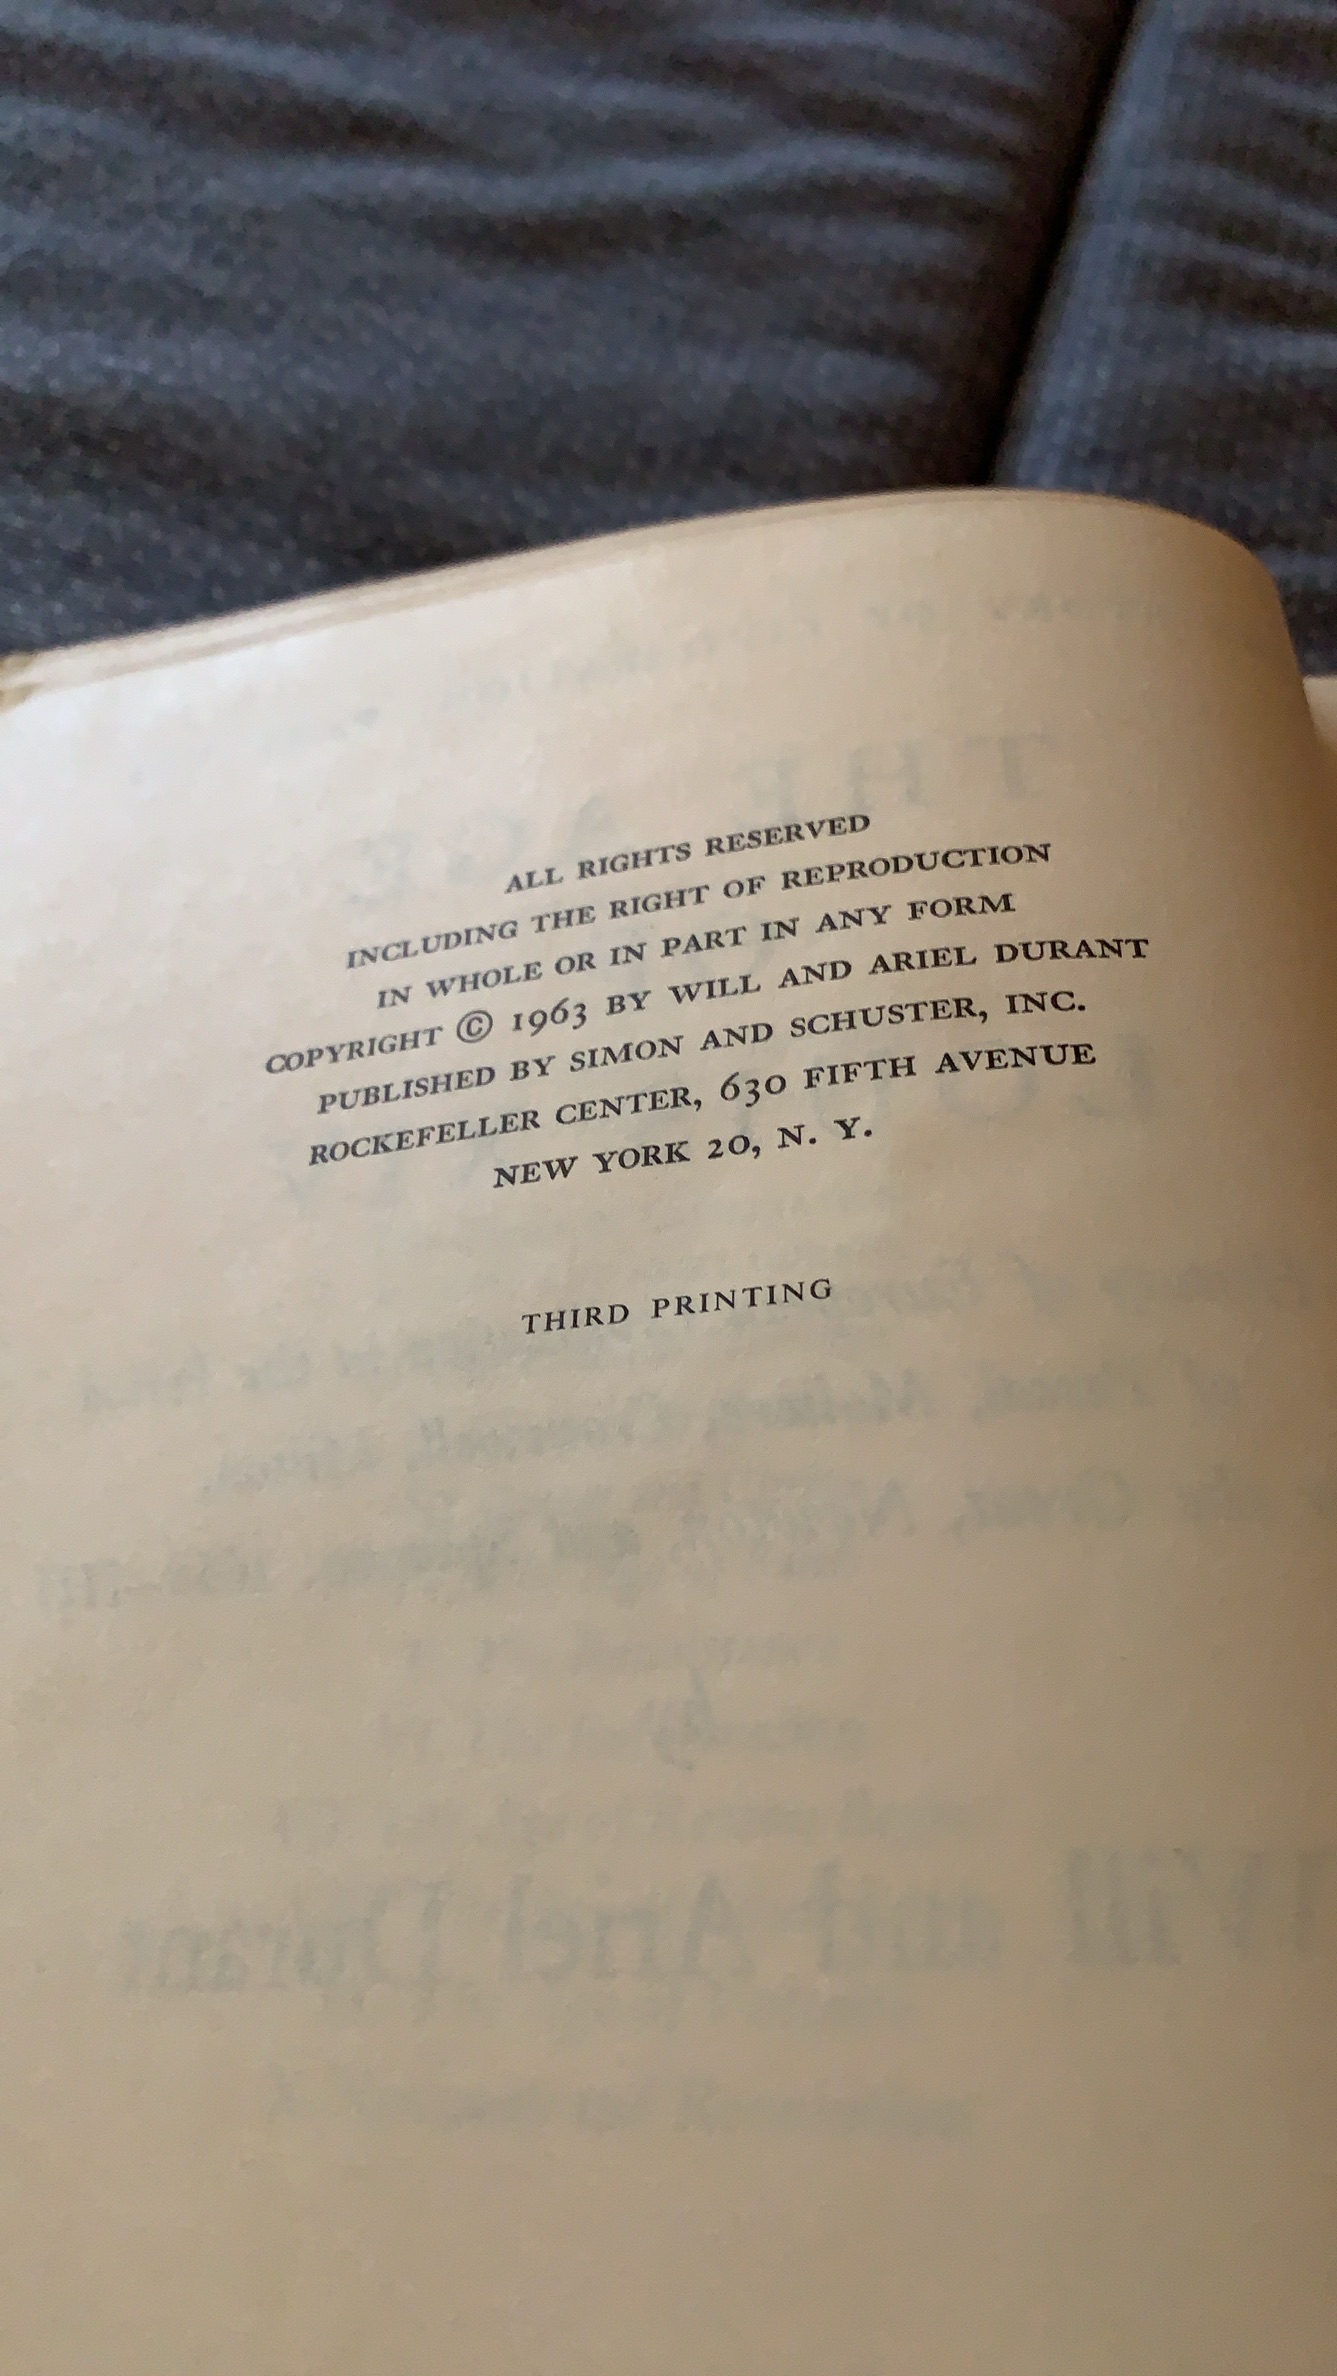 ALL RIGHTS RESERVED
INCLUDING THE RIGHT OF REPRODUCTION
IN WHOLE OR IN PART IN ANY FORM
COPYRIGHT © 1963 BY WILL AND ARIEL DURANT
PUBLISHED BY SIMON AND SCHUSTER, INC.
ROCKEFELLER CENTER, 630 FIFTH AVENUE
NEW YORK 20, N. Y.
THIRD PRINTING